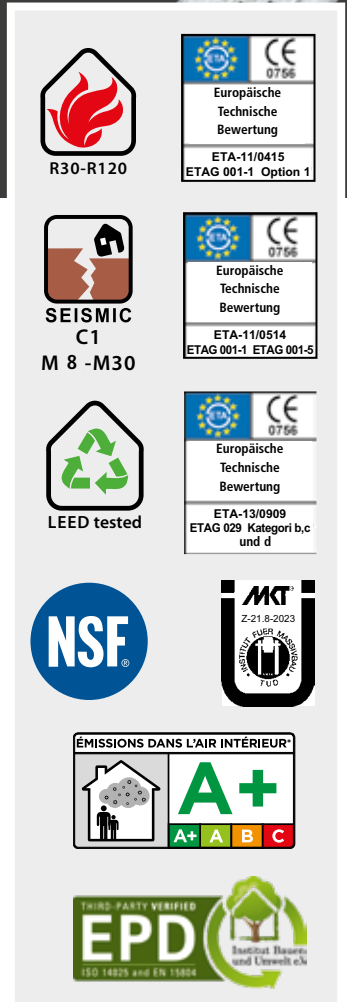 R30-R120
ETA
CE
0756
Europäische
Technische
Bewertung
ETA-11/0415
ETAG 001-1 Option 1
SEISMIC
C1
M 8 -M30
ETA
CE
0756
Europäische
Technische
Bewertung
ETA-11/0514
ETAG 001-1 ETAG 001-5
LEED tested
ETA
CE
0756
Europäische
Technische
Bewertung
ETA-13/0909
ETAG 029 Kategori b,c
und d
NSF®
MKT®
Z-21.8-2023
INSTITUT FUER MASSIVBAU
TUD
ÉMISSIONS DANS L'AIR INTÉRIEUR*
A+
A+ A B C
THIRD-PARTY VERIFIED
EPD
ISO 14025 and EN 15804
Institut Bauen
und Umwelt e.V.